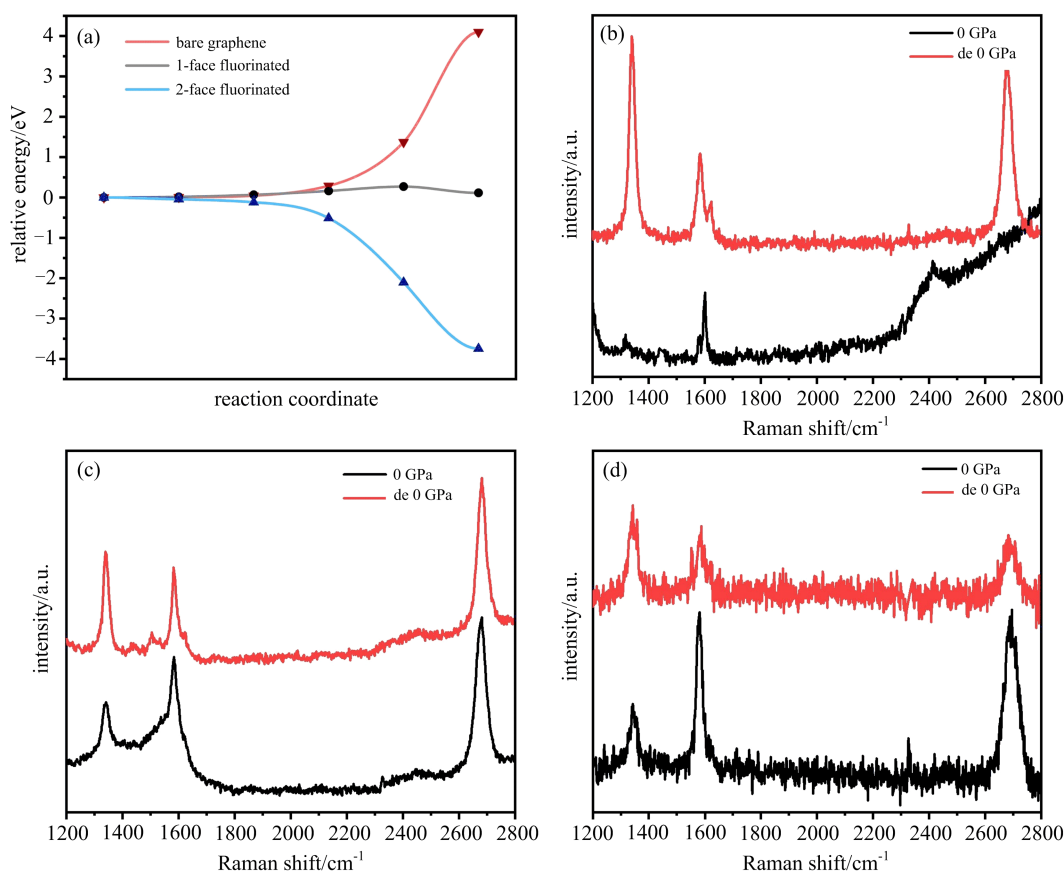 (a)
bare graphene
1-face fluorinated
2-face fluorinated
relative energy/eV
4
3
2
1
0
−1
−2
−3
−4
reaction coordinate
(b)
0 GPa
de 0 GPa
intensity/a.u.
1200 1400 1600 1800 2000 2200 2400 2600 2800
Raman shift/cm-1
(c)
0 GPa
de 0 GPa
intensity/a.u.
1200 1400 1600 1800 2000 2200 2400 2600 2800
Raman shift/cm-1
(d)
0 GPa
de 0 GPa
intensity/a.u.
1200 1400 1600 1800 2000 2200 2400 2600 2800
Raman shift/cm-1